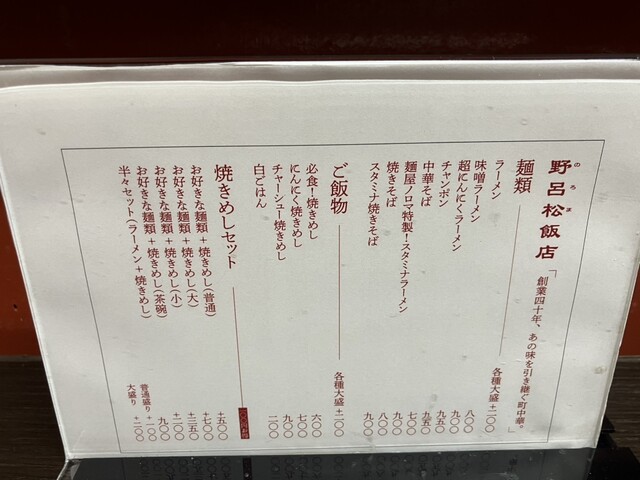 野呂松飯店
のろま
「創業四十年、あの味を引き継ぐ町中華。」
麺類 各種大盛+二〇〇
ラーメン 八〇〇
味噌ラーメン 九〇〇
超にんにくラーメン 九五〇
チャンポン 九五〇
中華そば 七〇〇
麺屋ノロマ特製!スタミナラーメン 九〇〇
焼きそば 八〇〇
スタミナ焼きそば 九〇〇
ご飯物 各種大盛+二〇〇
必食!焼きめし 六〇〇
にんにく焼きめし 七〇〇
チャーシュー焼きめし 九〇〇
白ごはん 二〇〇
焼きめしセット
お好きな麺類+焼きめし(普通) +五〇〇
お好きな麺類+焼きめし(大) +七〇〇
お好きな麺類+焼きめし(小) +三五〇
お好きな麺類+焼きめし(茶碗) +二〇〇
半々セット(ラーメン+焼きめし) 九〇〇
普通盛り +一〇〇
大盛り +二〇〇